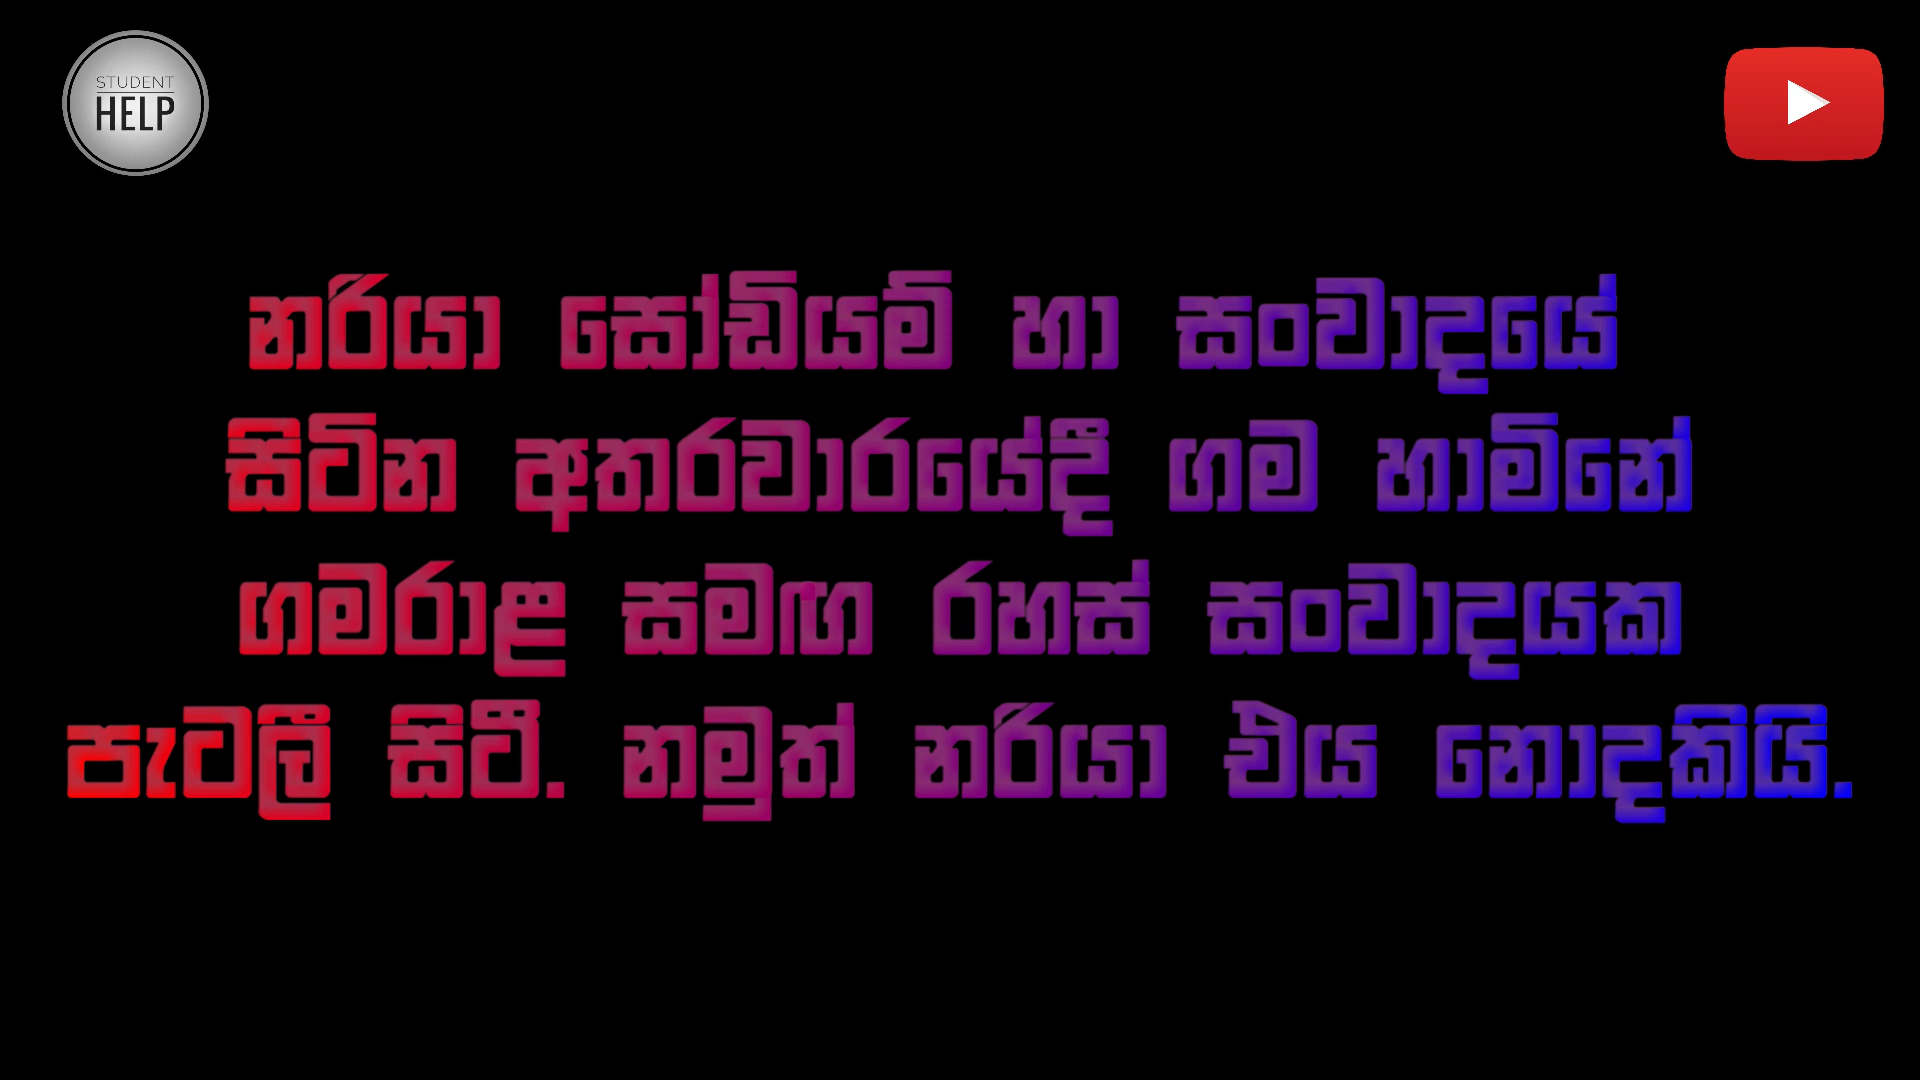 STUDENT
HELP
නරියා සෝඩියම් හා සංවාදයේ
සිටින අතරවාරයේදී ගම හාමිනේ
ගමරාළ සමඟ රහස් සංවාදයක
පැටලී සිටී. නමුත් නරියා එය නොදකියි.